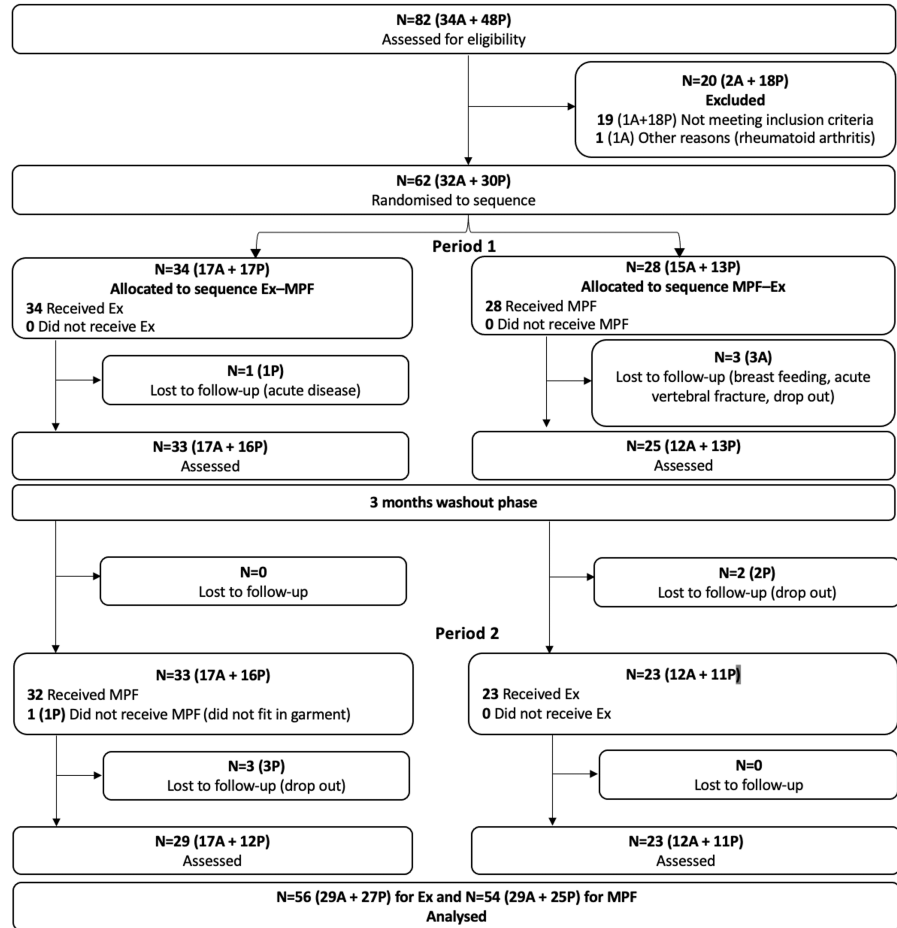 N=82 (34A + 48P)
Assessed for eligibility
N=20 (2A + 18P)
Excluded
19 (1A+18P) Not meeting inclusion criteria
1 (1A) Other reasons (rheumatoid arthritis)
N=62 (32A + 30P)
Randomised to sequence
Period 1
N=34 (17A + 17P)
Allocated to sequence Ex–MPF
34 Received Ex
0 Did not receive Ex
N=28 (15A + 13P)
Allocated to sequence MPF–Ex
28 Received MPF
0 Did not receive MPF
N=1 (1P)
Lost to follow-up (acute disease)
N=3 (3A)
Lost to follow-up (breast feeding, acute
vertebral fracture, drop out)
N=33 (17A + 16P)
Assessed
N=25 (12A + 13P)
Assessed
3 months washout phase
N=0
Lost to follow-up
N=2 (2P)
Lost to follow-up (drop out)
Period 2
N=33 (17A + 16P)
32 Received MPF
1 (1P) Did not receive MPF (did not fit in garment)
N=23 (12A + 11P)
23 Received Ex
0 Did not receive Ex
N=3 (3P)
Lost to follow-up (drop out)
N=0
Lost to follow-up
N=29 (17A + 12P)
Assessed
N=23 (12A + 11P)
Assessed
N=56 (29A + 27P) for Ex and N=54 (29A + 25P) for MPF
Analysed